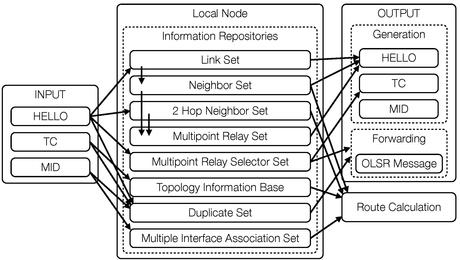 Local Node
OUTPUT
Information Repositories
Generation
Link Set
HELLO
INPUT
Neighbor Set
TC
HELLO
2 Hop Neighbor Set
MID
TC
Multipoint Relay Set
Forwarding
MID
Multipoint Relay Selector Set
OLSR Message
Topology Information Base
Duplicate Set
Route Calculation
Multiple Interface Association Set